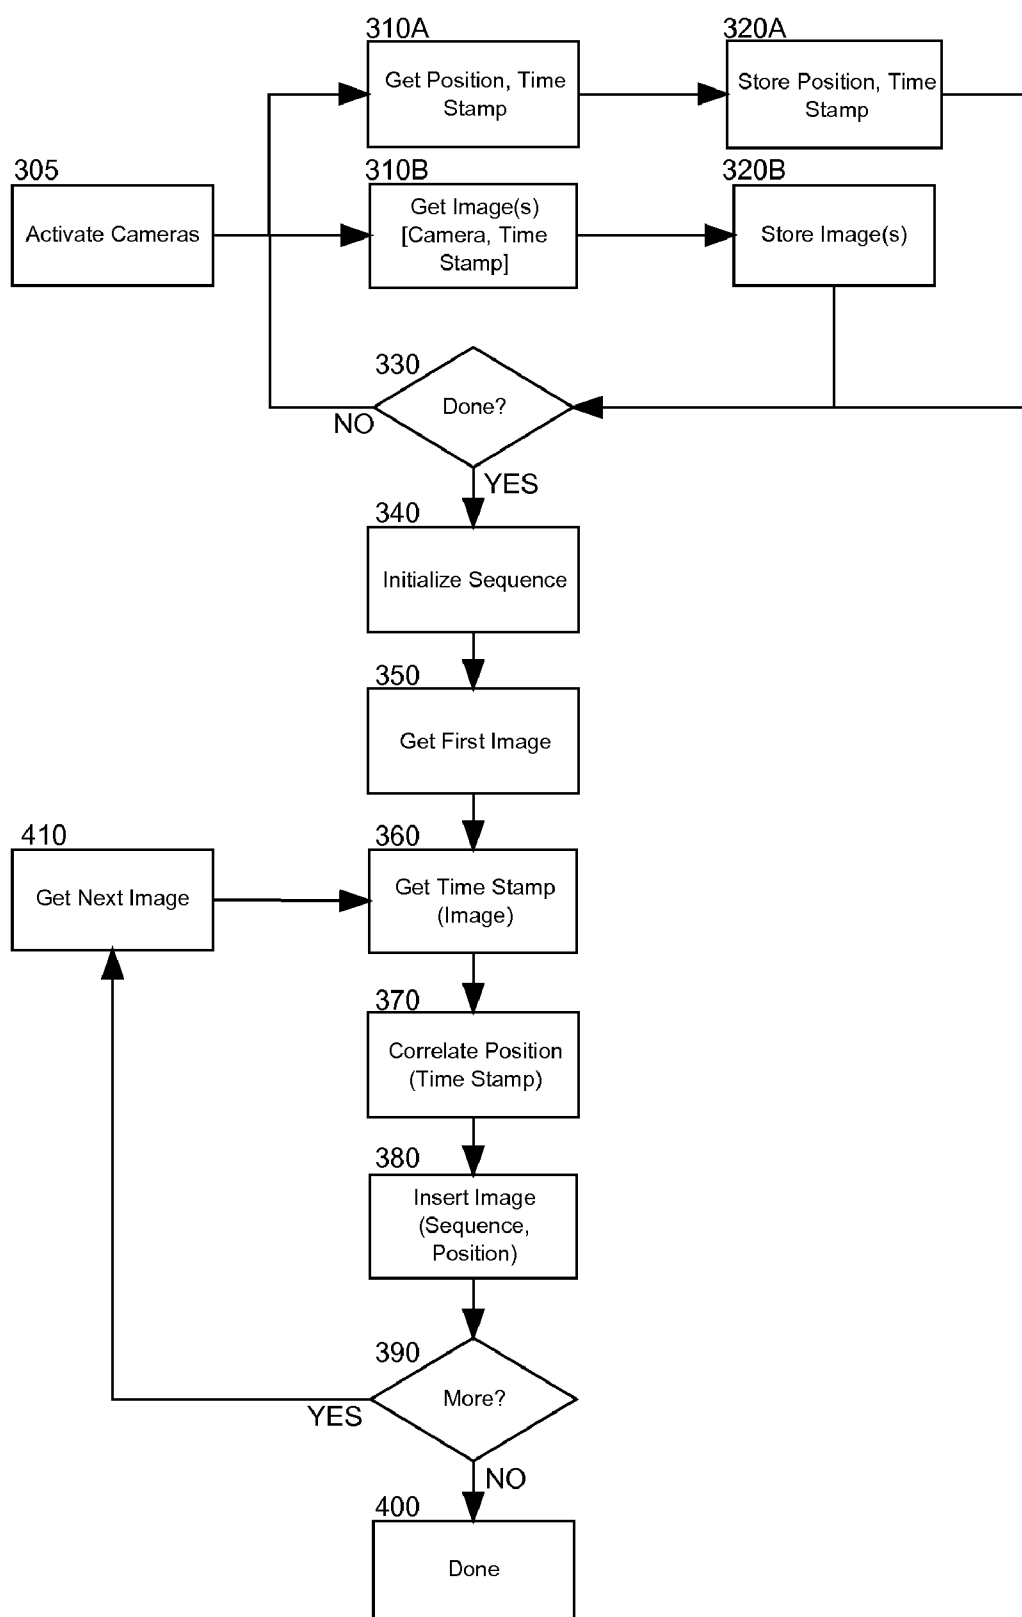 310A
Get Position, Time
Stamp
320A
Store Position, Time
Stamp
305
Activate Cameras
310B
Get Image(s)
[Camera, Time
Stamp]
320B
Store Image(s)
330
Done?
NO
YES
340
Initialize Sequence
350
Get First Image
410
Get Next Image
360
Get Time Stamp
(Image)
370
Correlate Position
(Time Stamp)
380
Insert Image
(Sequence,
Position)
390
More?
YES
NO
400
Done